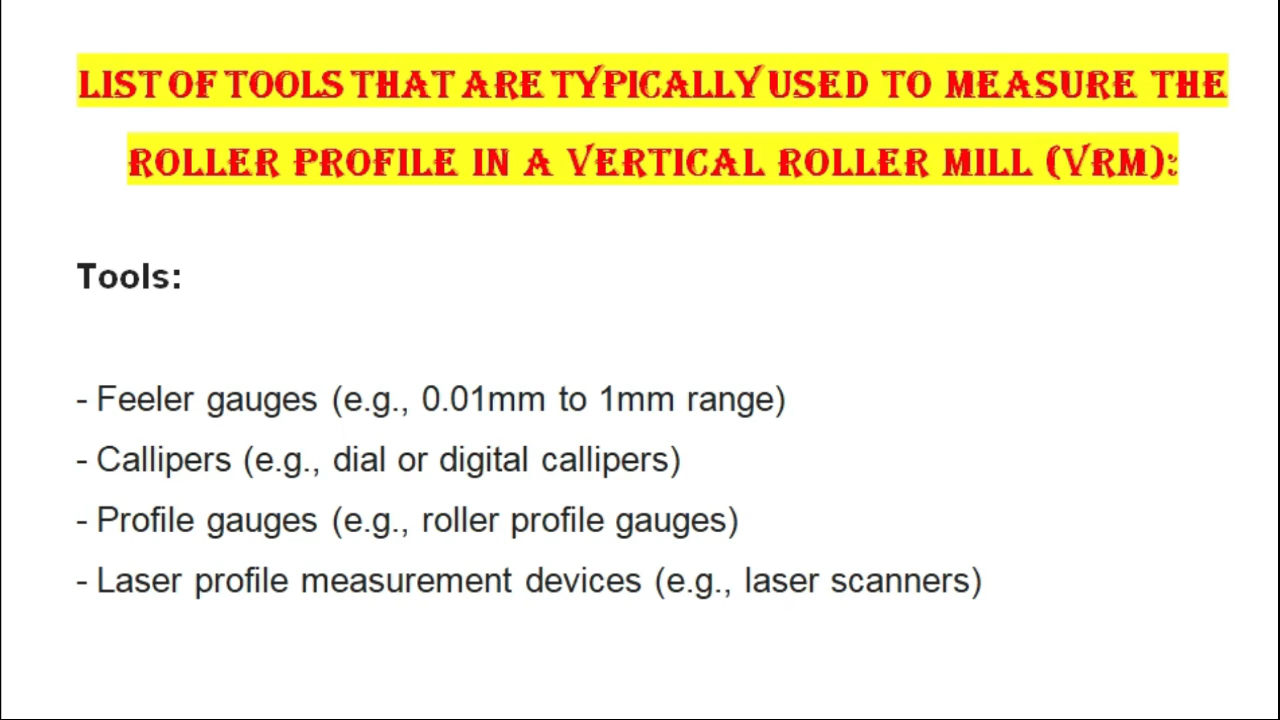 LIST OF TOOLS THAT ARE TYPICALLY USED TO MEASURE THE
ROLLER PROFILE IN A VERTICAL ROLLER MILL (VRM):
Tools:
- Feeler gauges (e.g., 0.01mm to 1mm range)
- Callipers (e.g., dial or digital callipers)
- Profile gauges (e.g., roller profile gauges)
- Laser profile measurement devices (e.g., laser scanners)